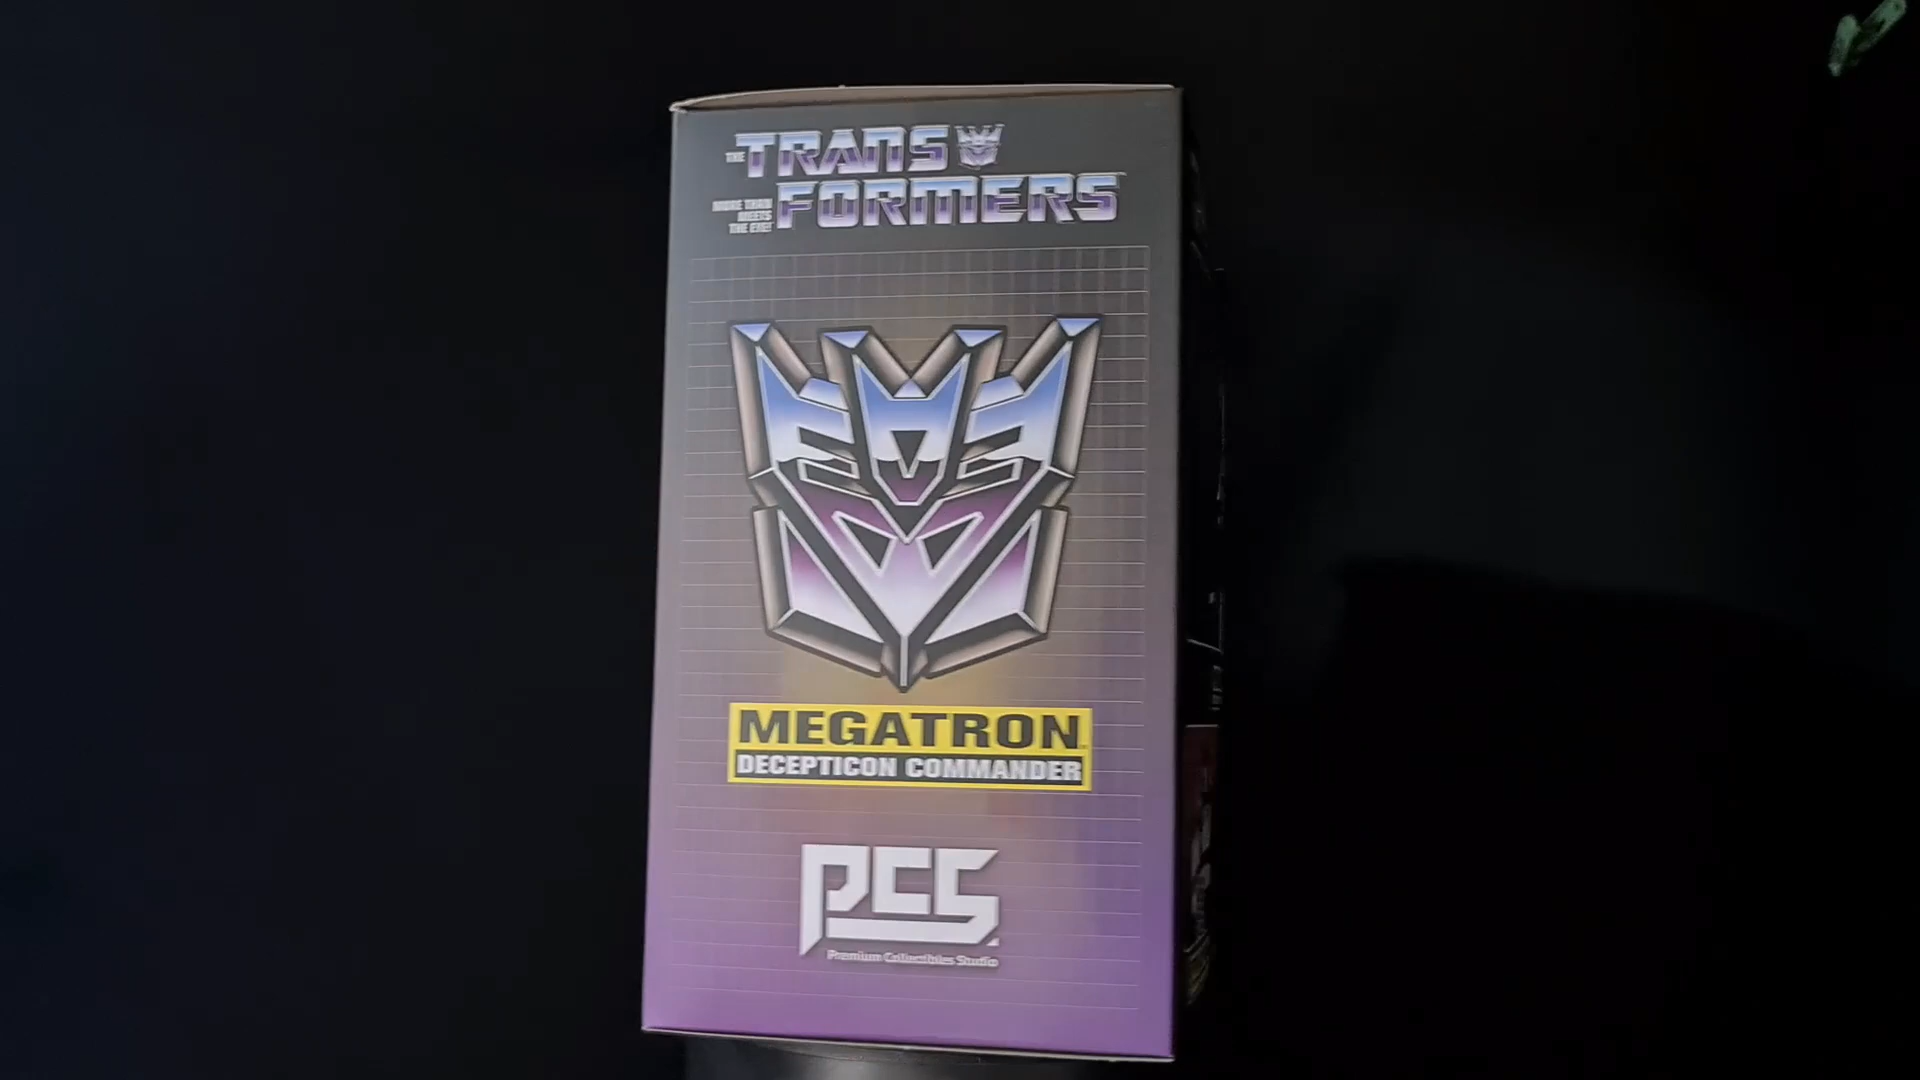 THE TRANS
FORMERS
MORE THAN
MEETS
THE EYE!
MEGATRON
DECEPTICON COMMANDER
PCS
Premium Collectibles Studio